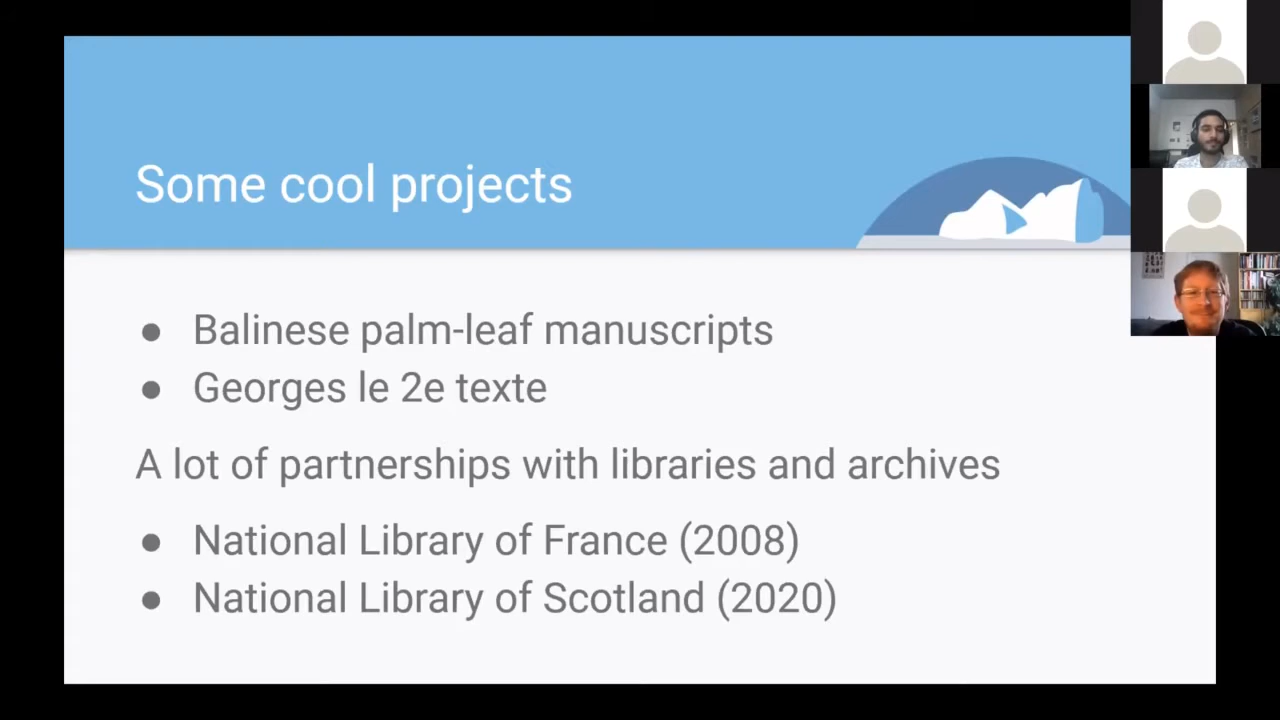 Some cool projects
● Balinese palm-leaf manuscripts
● Georges le 2e texte
A lot of partnerships with libraries and archives
● National Library of France (2008)
● National Library of Scotland (2020)